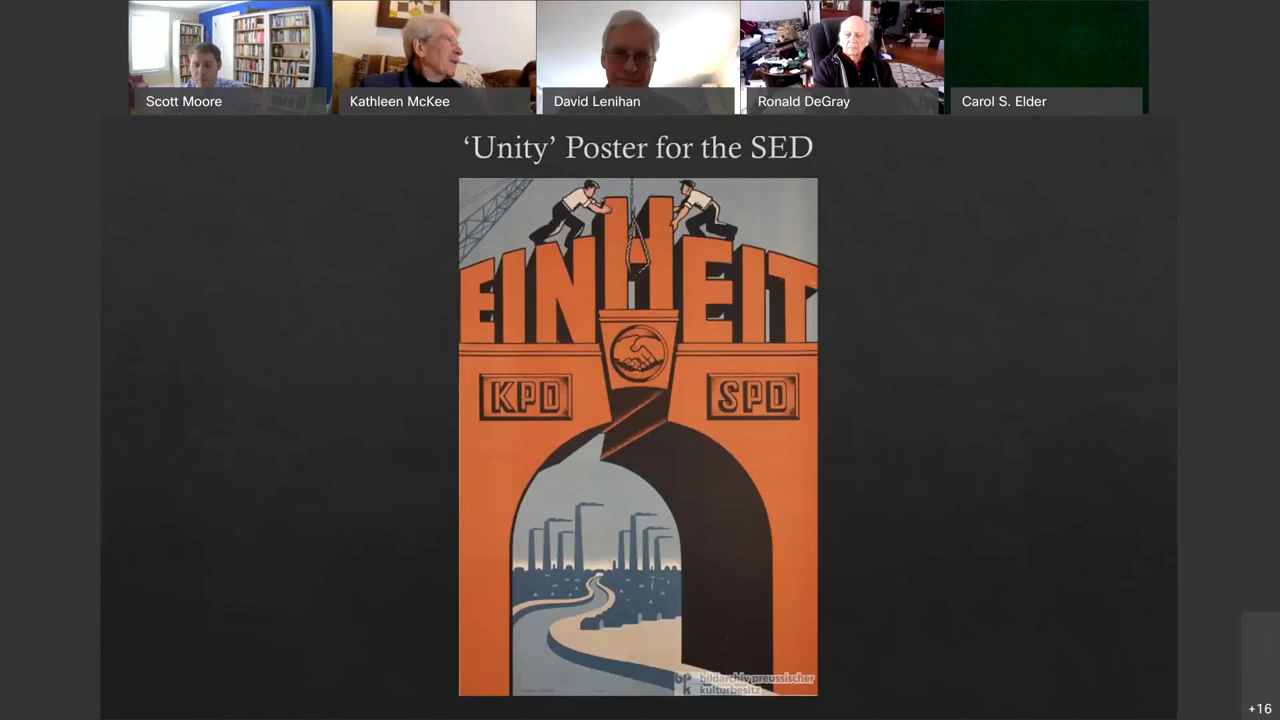 Scott Moore
Kathleen McKee
David Lenihan
Ronald DeGray
Carol S. Elder
‘Unity’ Poster for the SED
EINHEIT
KPD
SPD
bpk
bildarchiv preussischer
kulturbesitz
+16